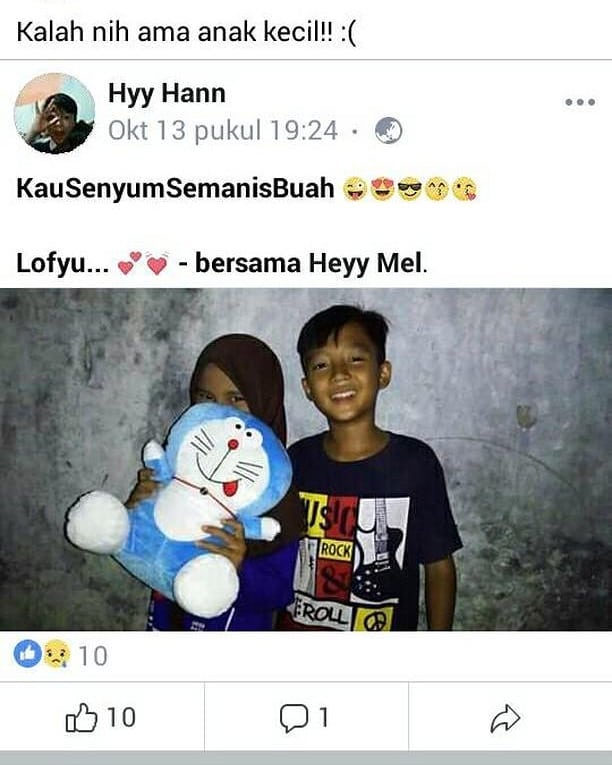 Kalah nih ama anak kecil!! :(
Hyy Hann
Okt 13 pukul 19:24 ·
KauSenyumSemanisBuah 😜😍😎😙😘
Lofyu... 💕💓 - bersama Heyy Mel.
MUSIC
ROCK
&
ROLL
👍😢 10
10
1